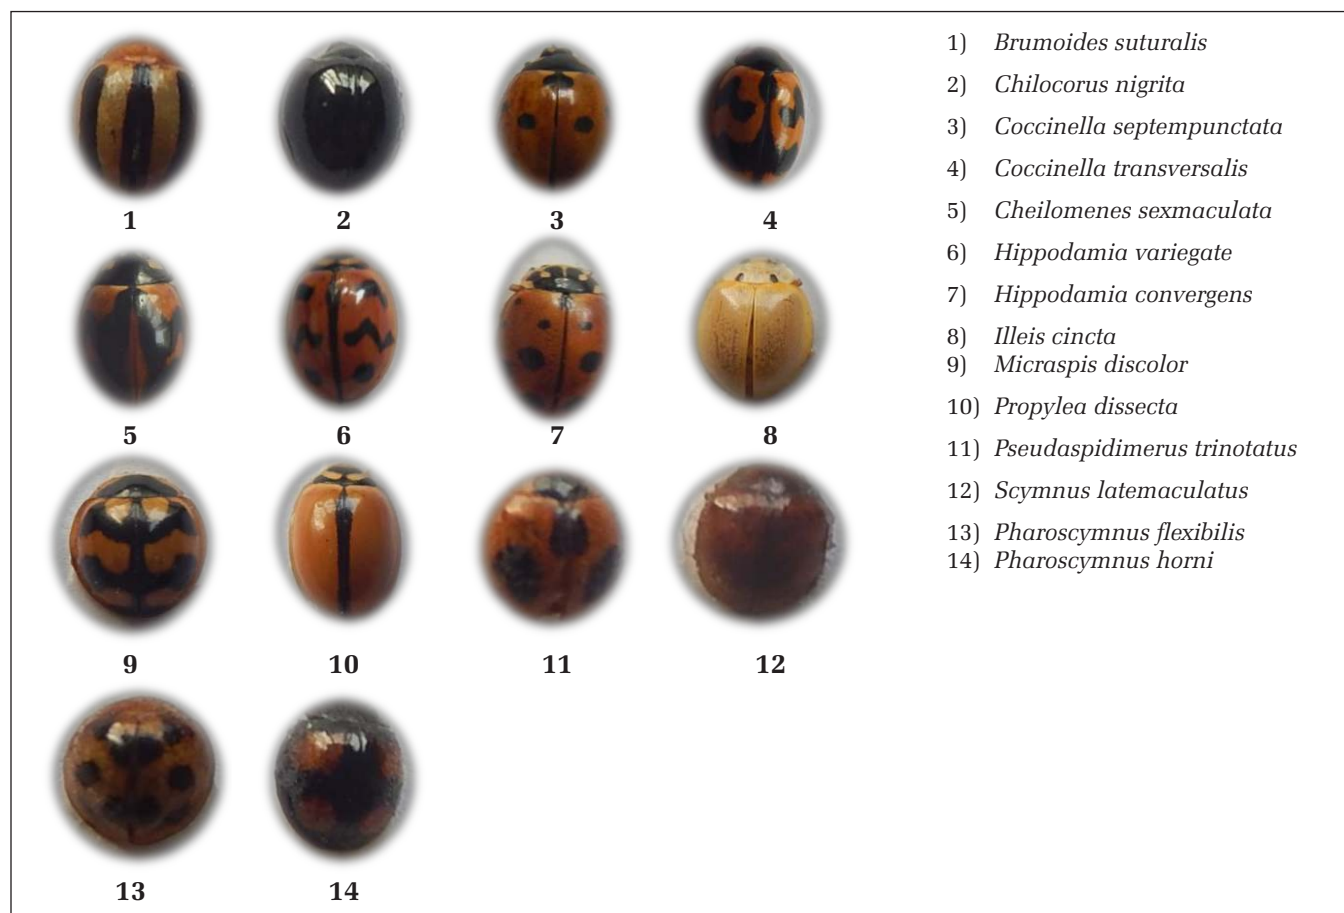 1) Brumoides suturalis
2) Chilocorus nigrita
3) Coccinella septempunctata
4) Coccinella transversalis
5) Cheilomenes sexmaculata
6) Hippodamia variegate
7) Hippodamia convergens
8) Illeis cincta
9) Micraspis discolor
10) Propylea dissecta
11) Pseudaspidimerus trinotatus
12) Scymnus latemaculatus
13) Pharoscymnus flexibilis
14) Pharoscymnus horni
1 2 3 4
5 6 7 8
9 10 11 12
13 14